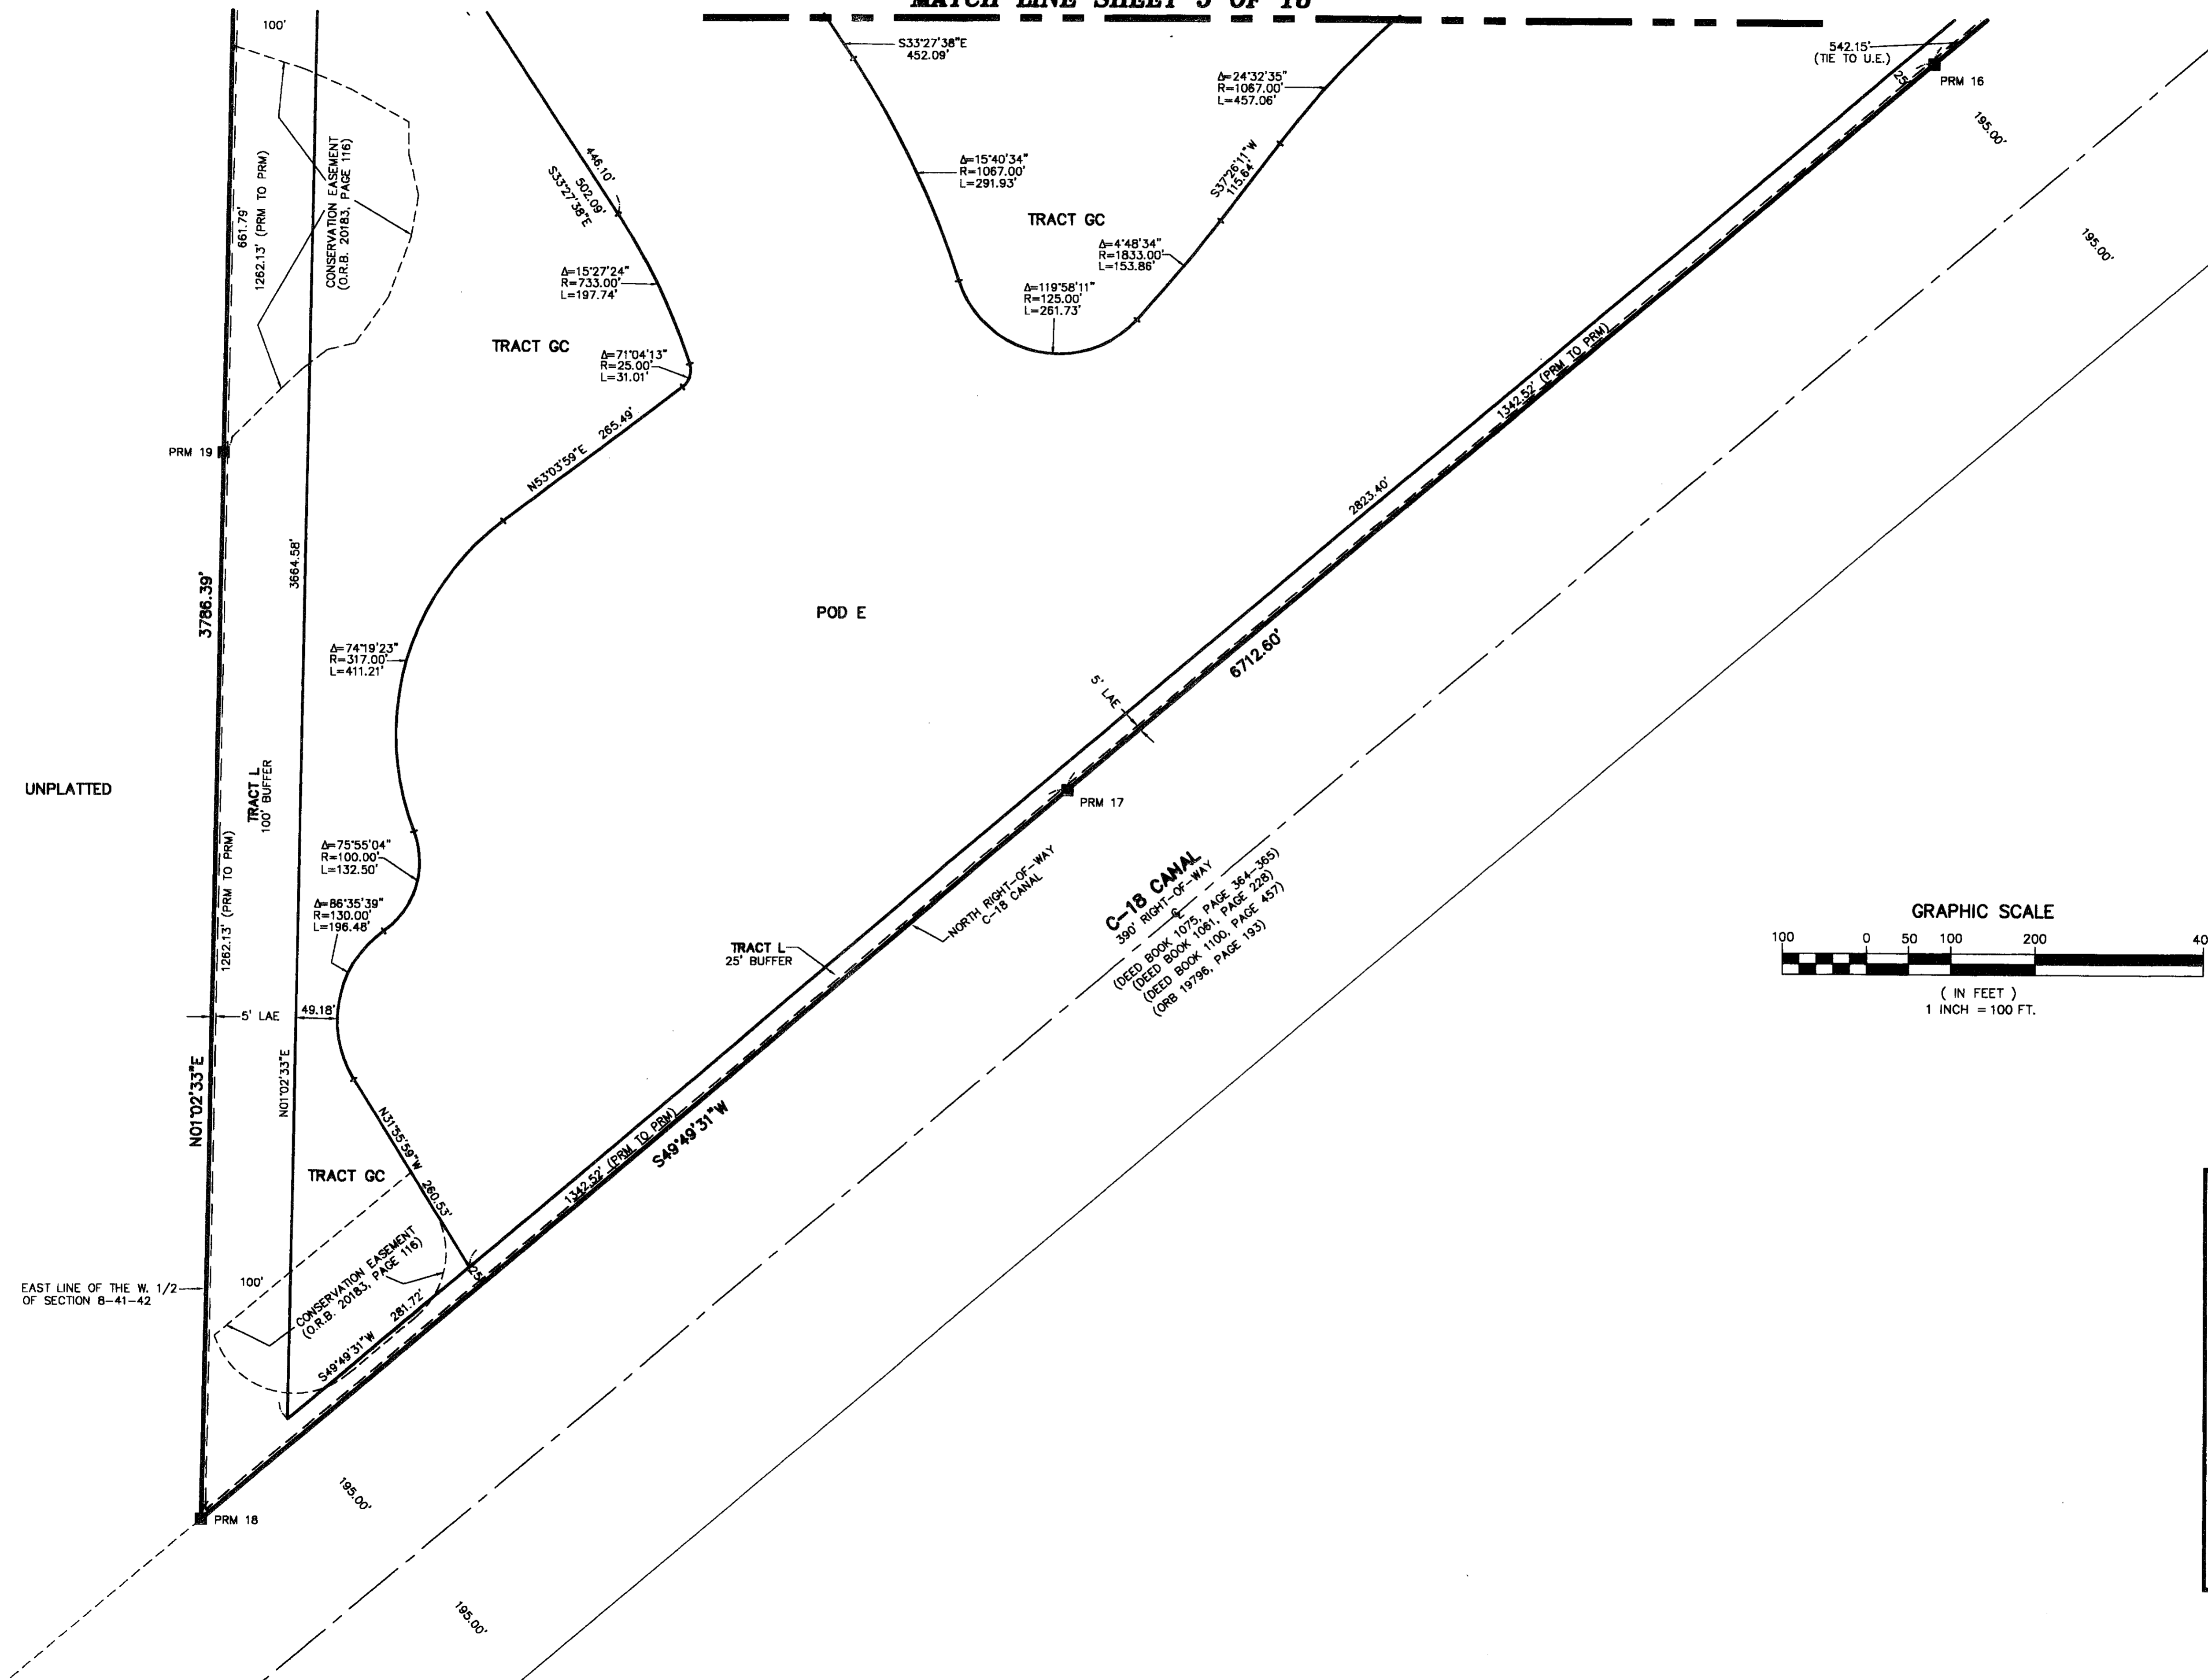 MATCH LINE SHEET 5 OF 18
100'
S33°27'38"E
452.09'
Δ=24°32'35"
R=1067.00'
L=457.06'
542.15'
(TIE TO U.E.)
25'
PRM 16
195.00'
195.00'
661.79'
1262.13' (PRM TO PRM)
CONSERVATION EASEMENT
(O.R.B. 20183, PAGE 116)
446.10'
502.09'
S33°27'38"E
Δ=15°40'34"
R=1067.00'
L=291.93'
S37°26'11"W
115.64'
TRACT GC
Δ=4°48'34"
R=1833.00'
L=153.86'
Δ=15°27'24"
R=733.00'
L=197.74'
Δ=119°58'11"
R=125.00'
L=261.73'
TRACT GC
Δ=71°04'13"
R=25.00'
L=31.01'
1342.52' (PRM TO PRM)
265.49'
N53°03'59"E
PRM 19
2823.40'
3664.58'
3786.39'
POD E
Δ=74°19'23"
R=317.00'
L=411.21'
6712.60'
5' LAE
UNPLATTED
TRACT L
100' BUFFER
PRM 17
1262.13' (PRM TO PRM)
Δ=75°55'04"
R=100.00'
L=132.50'
Δ=86°35'39"
R=130.00'
L=196.48'
NORTH RIGHT-OF-WAY
C-18 CANAL
C-18 CANAL
390' RIGHT-OF-WAY
℄
(DEED BOOK 1075, PAGE 364-365)
(DEED BOOK 1061, PAGE 228)
(DEED BOOK 1100, PAGE 457)
(ORB 19796, PAGE 193)
TRACT L
25' BUFFER
GRAPHIC SCALE
100 0 50 100 200 40
( IN FEET )
1 INCH = 100 FT.
5' LAE
49.18'
N01°02'33"E
N01°02'33"E
N31°55'59"W
260.53'
1342.52' (PRM TO PRM)
S49°49'31"W
TRACT GC
25'
100'
CONSERVATION EASEMENT
(O.R.B. 20183, PAGE 116)
EAST LINE OF THE W. 1/2
OF SECTION 8-41-42
281.72'
S49°49'31"W
195.00'
PRM 18
195.00'